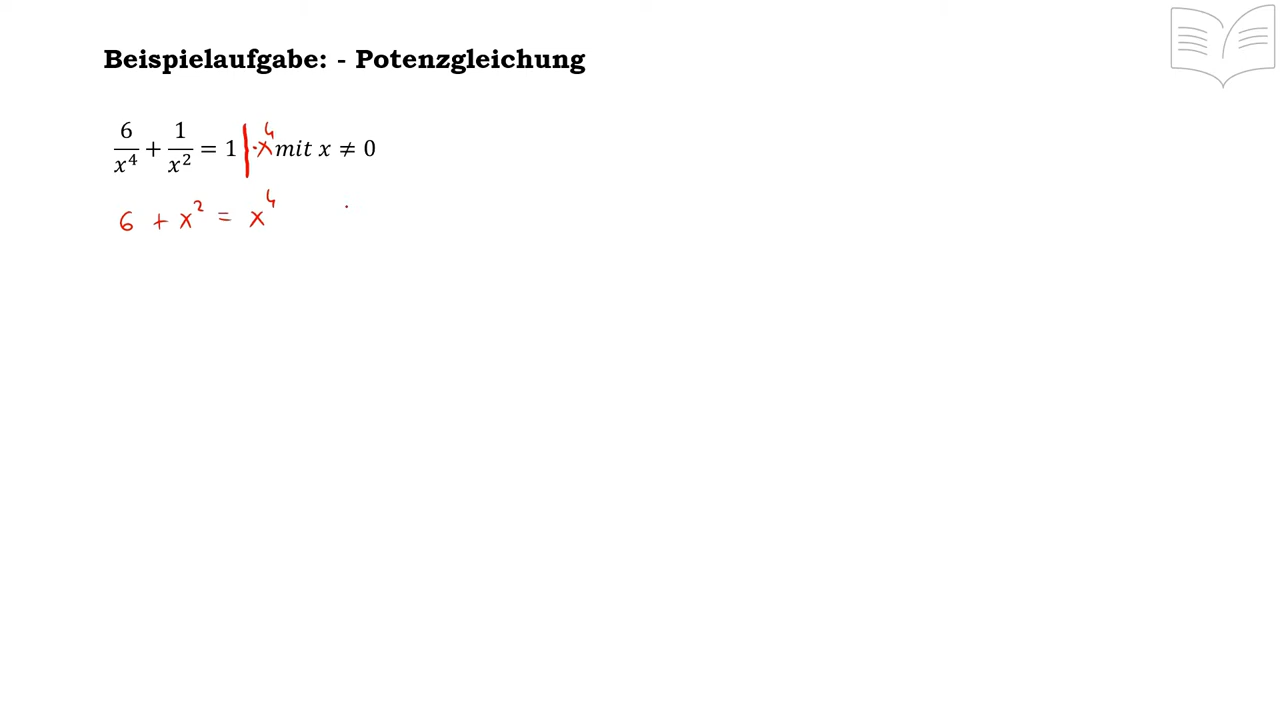 Beispielaufgabe: - Potenzgleichung
6/x⁴ + 1/x² = 1 | ·x⁴ mit x ≠ 0
6 + x² = x⁴